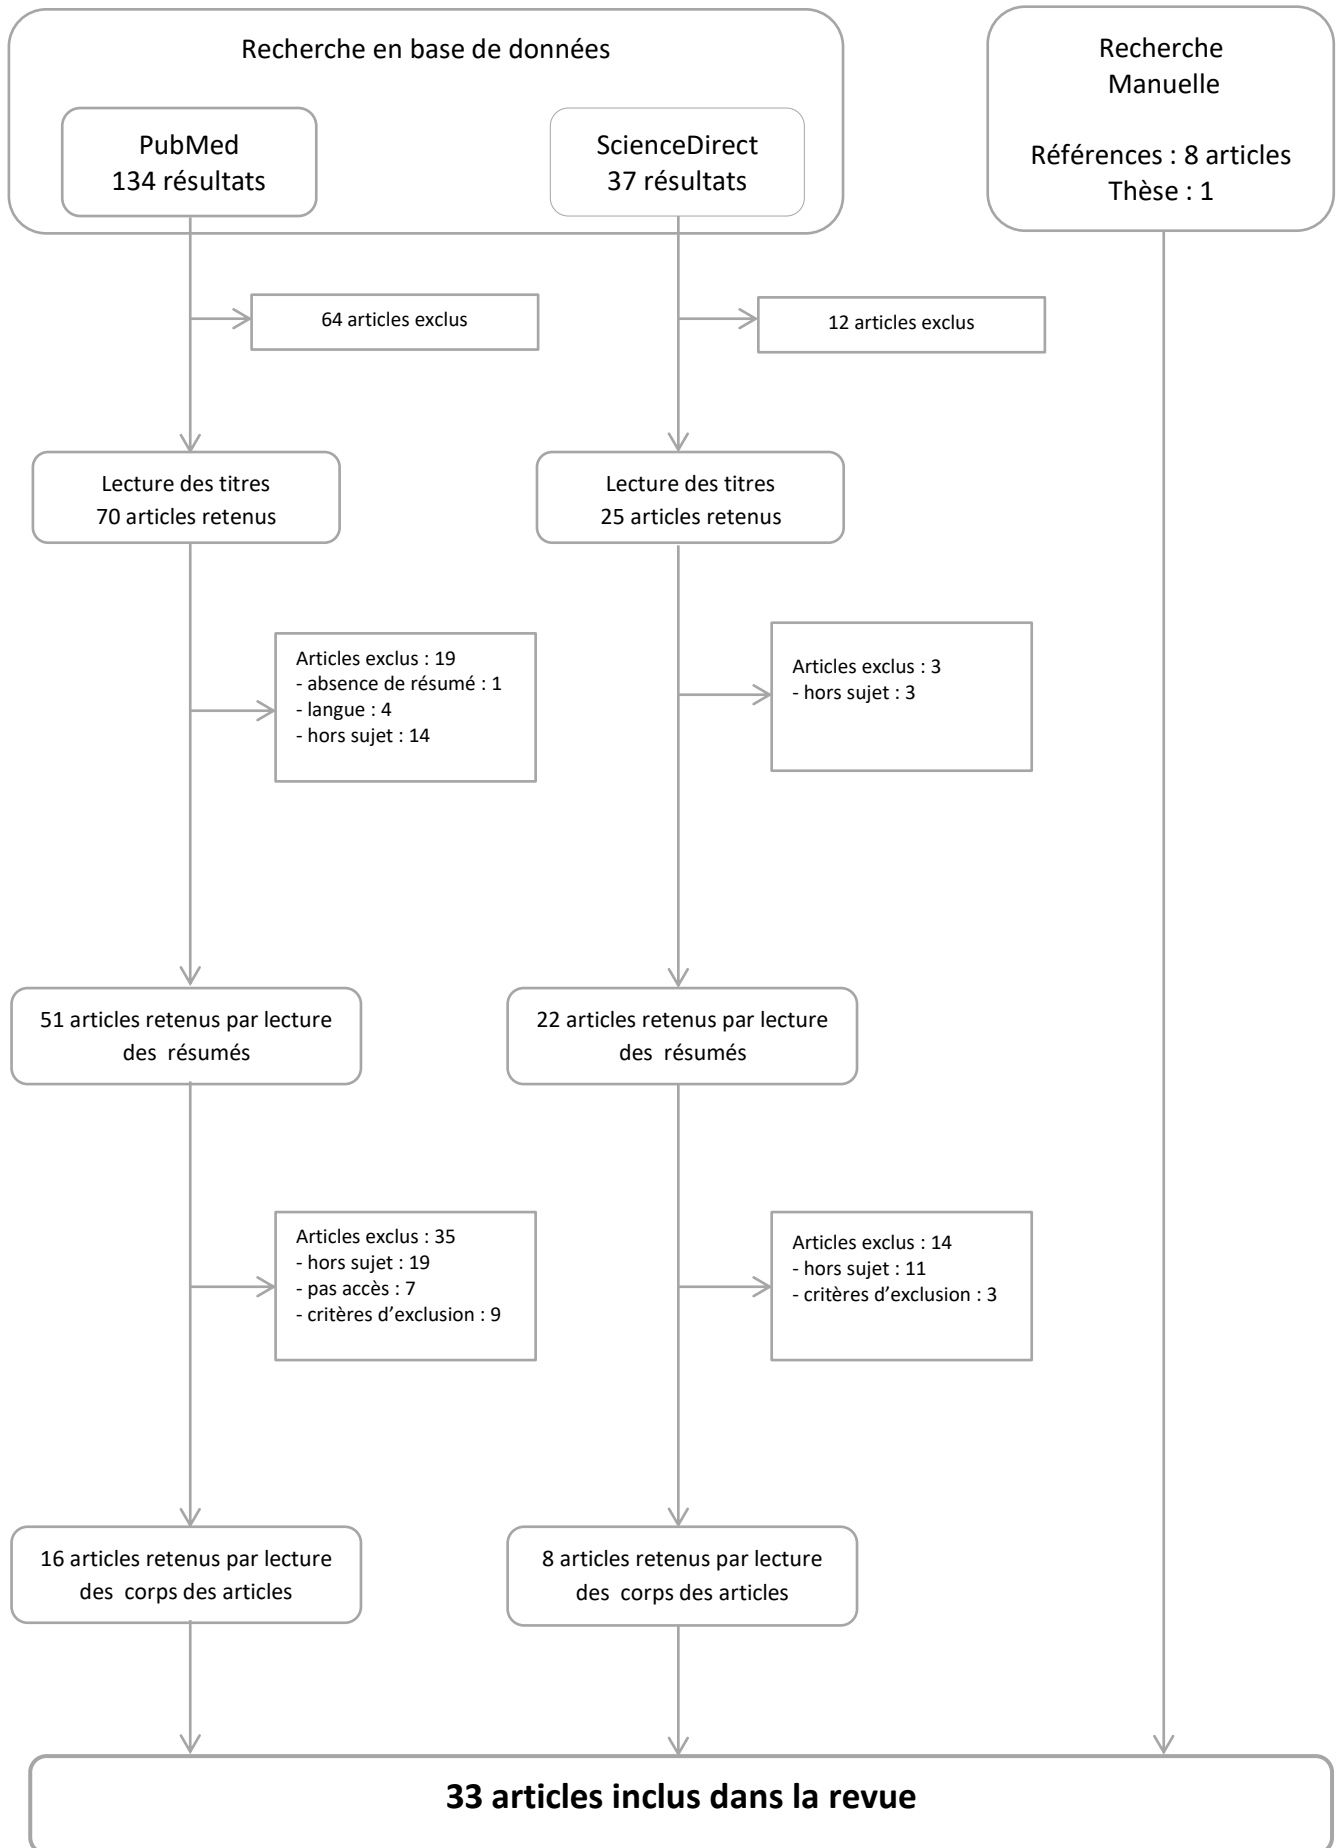 Recherche en base de données
PubMed
134 résultats
ScienceDirect
37 résultats
Recherche
Manuelle
Références : 8 articles
Thèse : 1
64 articles exclus
12 articles exclus
Lecture des titres
70 articles retenus
Lecture des titres
25 articles retenus
Articles exclus : 19
- absence de résumé : 1
- langue : 4
- hors sujet : 14
Articles exclus : 3
- hors sujet : 3
51 articles retenus par lecture
des résumés
22 articles retenus par lecture
des résumés
Articles exclus : 35
- hors sujet : 19
- pas accès : 7
- critères d’exclusion : 9
Articles exclus : 14
- hors sujet : 11
- critères d’exclusion : 3
16 articles retenus par lecture
des corps des articles
8 articles retenus par lecture
des corps des articles
33 articles inclus dans la revue